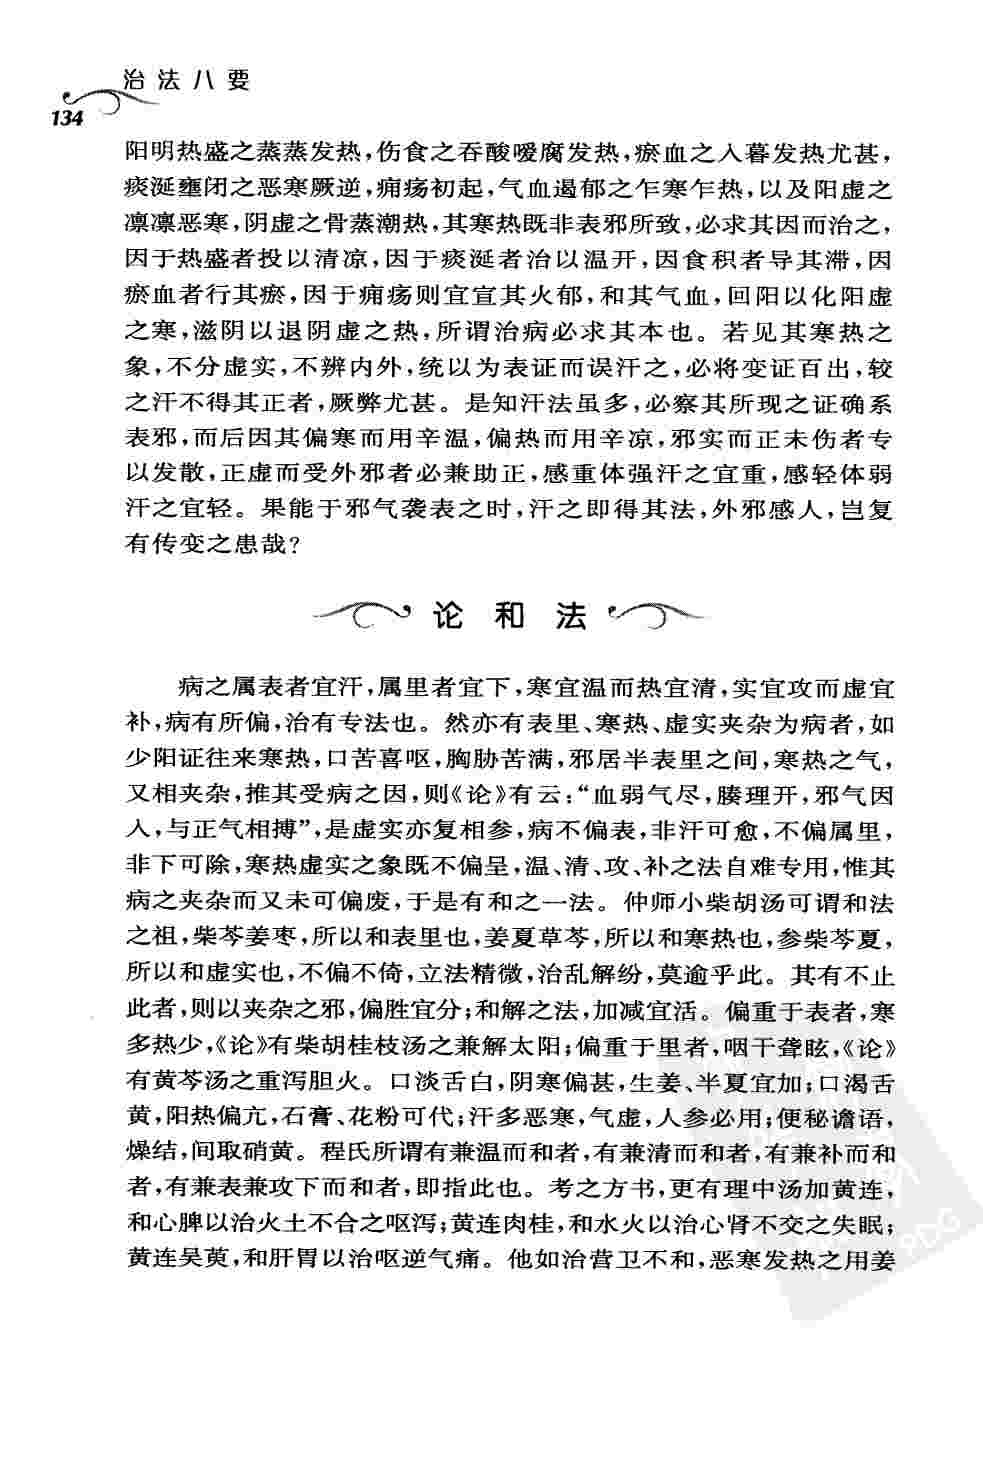 治法八要
134
阳明热盛之蒸蒸发热，伤食之吞酸嗳腐发热，瘀血之入暮发热尤甚，
痰涎壅闭之恶寒厥逆，痈疡初起，气血遏郁之乍寒乍热，以及阳虚之
凛凛恶寒，阴虚之骨蒸潮热，其寒热既非表邪所致，必求其因而治之，
因于热盛者投以清凉，因于痰涎者治以温开，因食积者导其滞，因
瘀血者行其瘀，因于痈疡则宜宣其火郁，和其气血，回阳以化阳虚
之寒，滋阴以退阴虚之热，所谓治病必求其本也。若见其寒热之
象，不分虚实，不辨内外，统以为表证而误汗之，必将变证百出，较
之汗不得其正者，厥弊尤甚。是知汗法虽多，必察其所现之证确系
表邪，而后因其偏寒而用辛温，偏热而用辛凉，邪实而正未伤者专
以发散，正虚而受外邪者必兼助正，感重体强汗之宜重，感轻体弱
汗之宜轻。果能于邪气袭表之时，汗之即得其法，外邪感人，岂复
有传变之患哉？
论和法
病之属表者宜汗，属里者宜下，寒宜温而热宜清，实宜攻而虚宜
补，病有所偏，治有专法也。然亦有表里、寒热、虚实夹杂为病者，如
少阳证往来寒热，口苦喜呕，胸胁苦满，邪居半表里之间，寒热之气，
又相夹杂，推其受病之因，则《论》有云：“血弱气尽，腠理开，邪气因
入，与正气相搏”，是虚实亦复相参，病不偏表，非汗可愈，不偏属里，
非下可除，寒热虚实之象既不偏呈，温、清、攻、补之法自难专用，惟其
病之夹杂而又未可偏废，于是有和之一法。仲师小柴胡汤可谓和法
之祖，柴芩姜枣，所以和表里也，姜夏草芩，所以和寒热也，参柴芩夏，
所以和虚实也，不偏不倚，立法精微，治乱解纷，莫逾乎此。其有不止
此者，则以夹杂之邪，偏胜宜分；和解之法，加减宜活。偏重于表者，寒
多热少，《论》有柴胡桂枝汤之兼解太阳；偏重于里者，咽干聋眩，《论》
有黄芩汤之重泻胆火。口淡舌白，阴寒偏甚，生姜、半夏宜加；口渴舌
黄，阳热偏亢，石膏、花粉可代；汗多恶寒，气虚，人参必用；便秘谵语，
燥结，间取硝黄。程氏所谓有兼温而和者，有兼清而和者，有兼补而和
者，有兼表兼攻下而和者，即指此也。考之方书，更有理中汤加黄连，
和心脾以治火土不合之呕泻；黄连肉桂，和水火以治心肾不交之失眠；
黄连吴萸，和肝胃以治呕逆气痛。他如治营卫不和，恶寒发热之用姜
PDG